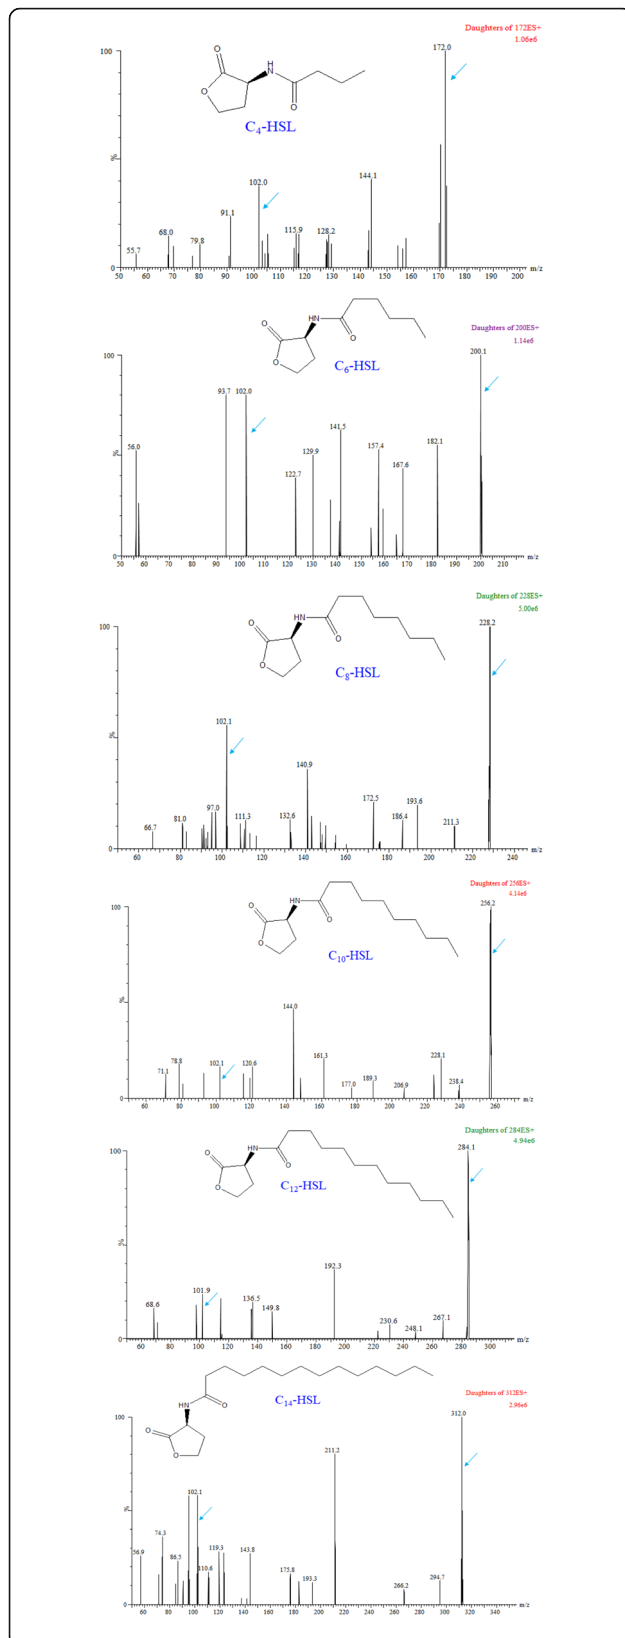 Daughters of 172ES+
1.06e6
C4-HSL
100
%
0
172.0
144.1
102.0
91.1
115.9
128.2
68.0
79.8
55.7
50 60 70 80 90 100 110 120 130 140 150 160 170 180 190 200 m/z
O
O
H
N
O
Daughters of 200ES+
1.14e6
C6-HSL
100
%
0
200.1
93.7
102.0
141.5
56.0
157.4
182.1
129.9
167.6
122.7
50 60 70 80 90 100 110 120 130 140 150 160 170 180 190 200 210 m/z
O
O
HN
O
Daughters of 228ES+
5.00e6
C8-HSL
100
%
0
228.2
102.1
140.9
172.5
193.6
97.0
81.0
111.3
132.6
186.4
211.3
66.7
60 80 100 120 140 160 180 200 220 240 m/z
O
O
HN
O
Daughters of 256ES+
4.14e6
C10-HSL
100
%
0
256.2
144.0
161.3
228.1
78.8
102.1
120.6
71.1
189.3
238.4
177.0
206.9
60 80 100 120 140 160 180 200 220 240 260 m/z
O
O
HN
O
Daughters of 284ES+
4.94e6
C12-HSL
100
%
0
284.1
192.3
101.9
136.5
68.6
149.8
267.1
230.6
248.1
60 80 100 120 140 160 180 200 220 240 260 280 300 m/z
O
O
HN
O
Daughters of 312ES+
2.96e6
C14-HSL
100
%
0
312.0
211.2
102.1
74.3
119.3
143.8
56.9
86.5
110.6
175.8
193.3
294.7
266.2
60 80 100 120 140 160 180 200 220 240 260 280 300 320 340 m/z
O
O
HN
O